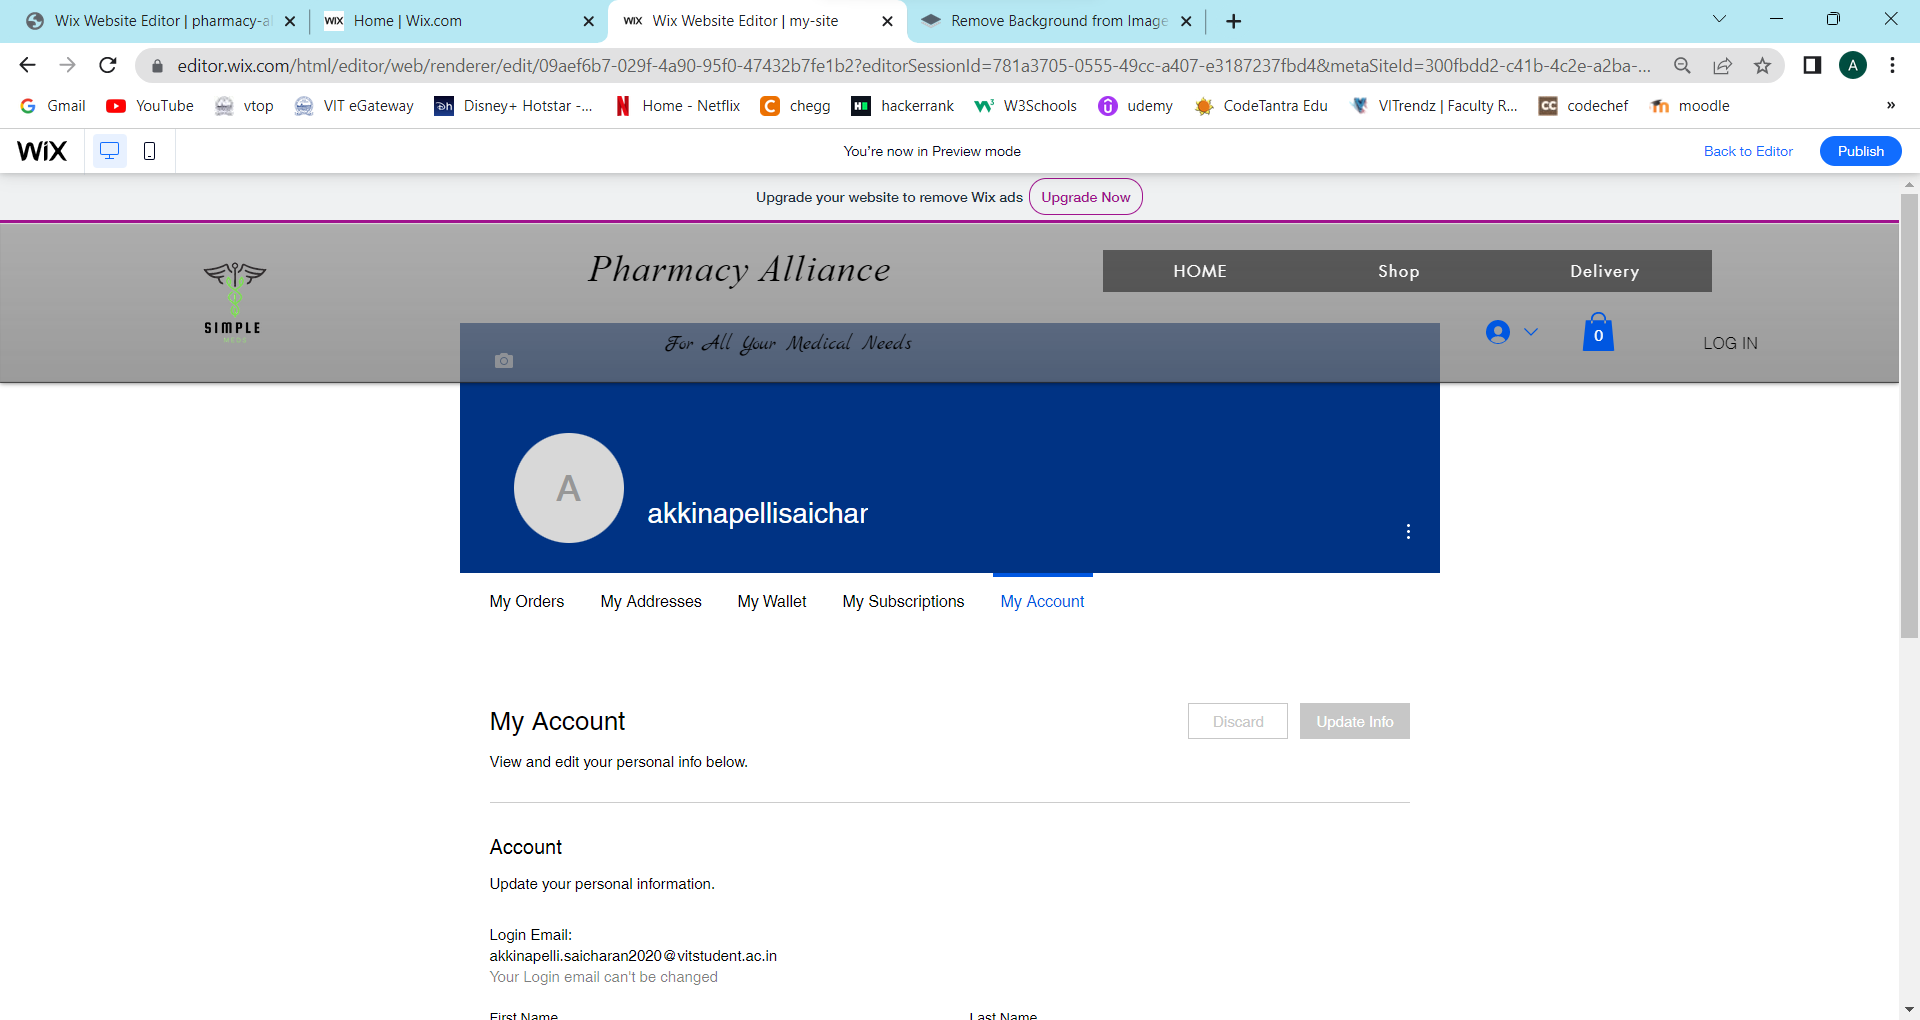 Wix Website Editor | pharmacy-al
WiX Home | Wix.com
WiX Wix Website Editor | my-site
Remove Background from Image
editor.wix.com/html/editor/web/renderer/edit/09aef6b7-029f-4a90-95f0-47432b7fe1b2?editorSessionId=781a3705-0555-49cc-a407-e3187237fbd4&metaSiteId=300fbdd2-c41b-4c2e-a2ba-...
A
Gmail YouTube vtop VIT eGateway Disney+ Hotstar -... Home - Netflix chegg hackerrank W3Schools udemy CodeTantra Edu VITrendz | Faculty R... codechef moodle »
WiX You're now in Preview mode Back to Editor Publish
Upgrade your website to remove Wix ads Upgrade Now
Pharmacy Alliance
HOME Shop Delivery
SIMPLE
MEDS
For All Your Medical Needs
0
LOG IN
A
akkinapellisaichar
My Orders My Addresses My Wallet My Subscriptions My Account
My Account
Discard Update Info
View and edit your personal info below.
Account
Update your personal information.
Login Email:
akkinapelli.saicharan2020@vitstudent.ac.in
Your Login email can't be changed
First Name Last Name